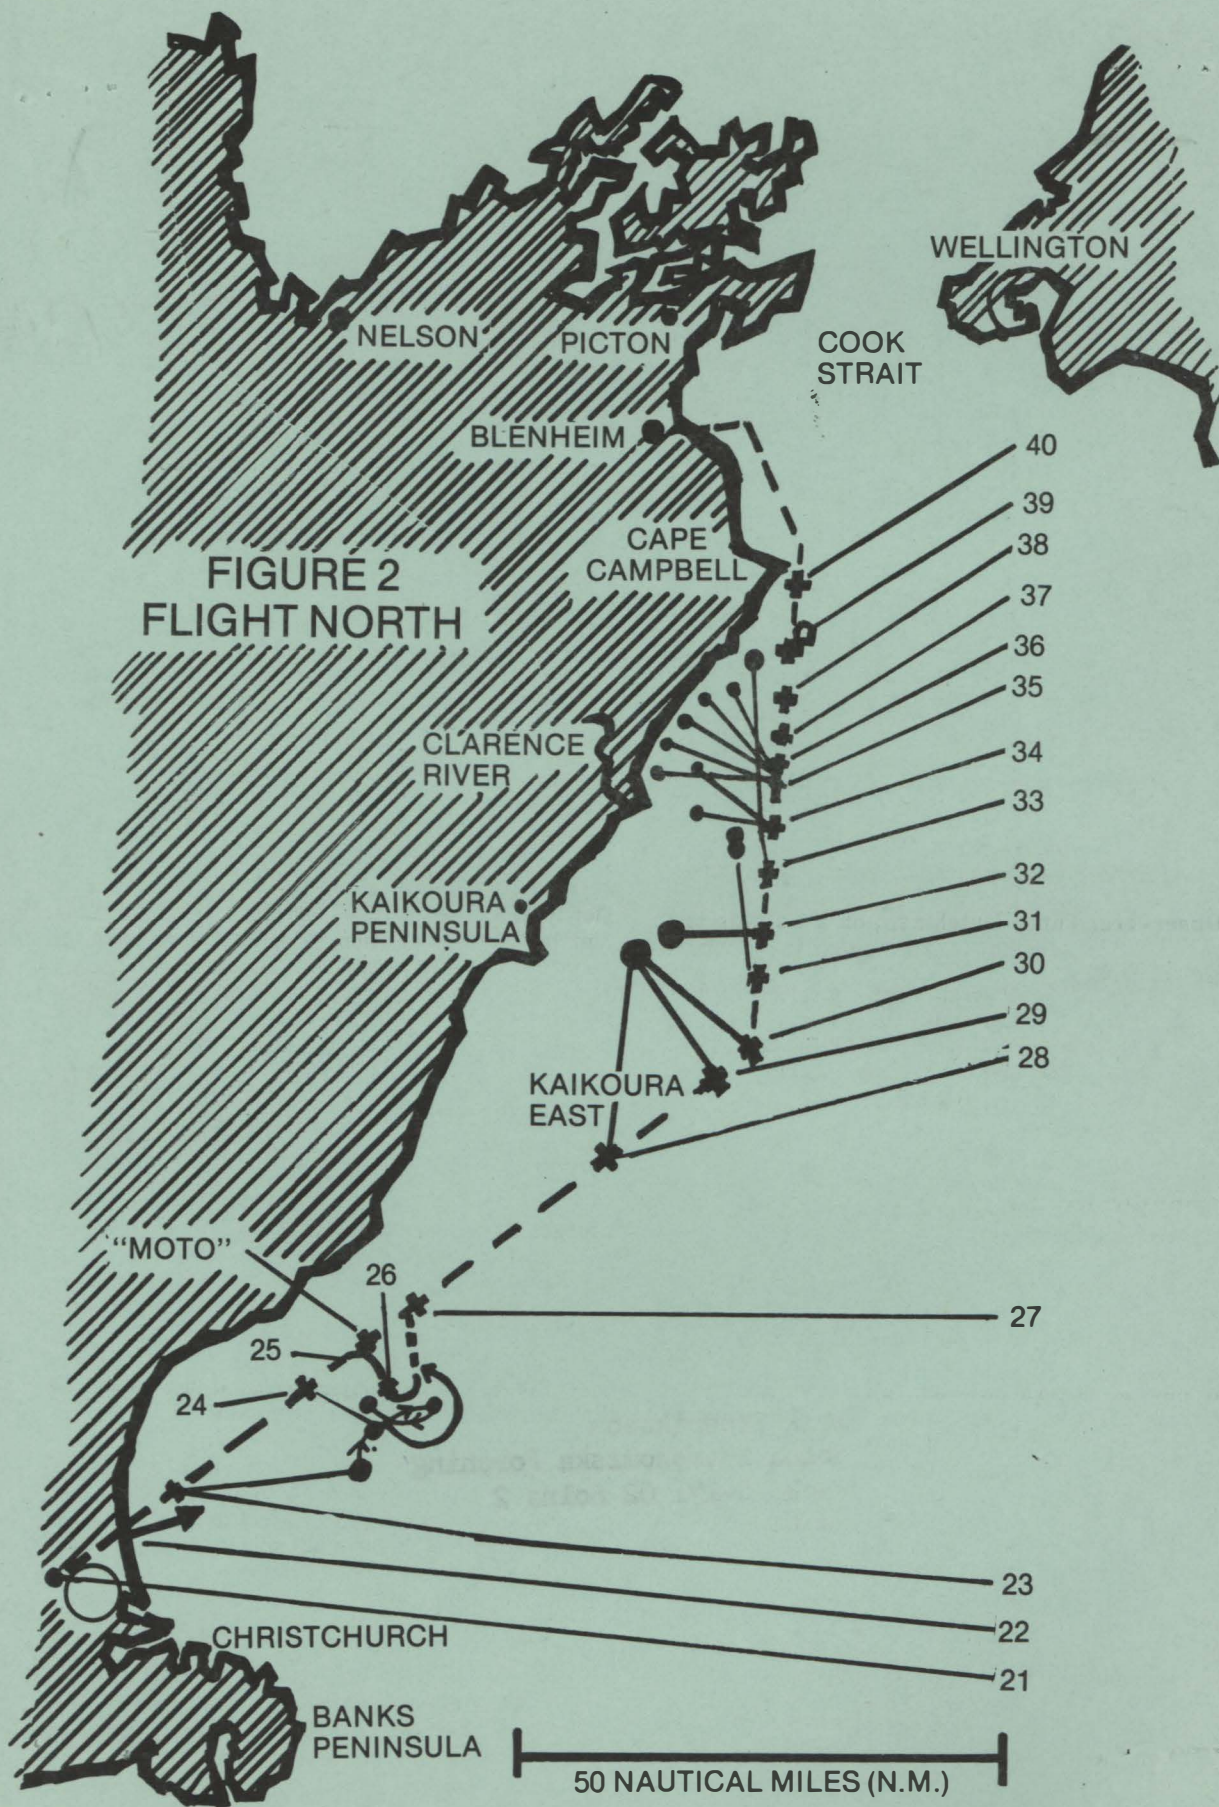 WELLINGTON
NELSON
PICTON
COOK
STRAIT
BLENHEIM
40
39
CAPE
CAMPBELL
38
FIGURE 2
FLIGHT NORTH
37
36
35
CLARENCE
RIVER
34
33
32
KAIKOURA
PENINSULA
31
30
29
KAIKOURA
EAST
28
"MOTO"
26
27
25
24
23
22
CHRISTCHURCH
21
BANKS
PENINSULA
50 NAUTICAL MILES (N.M.)